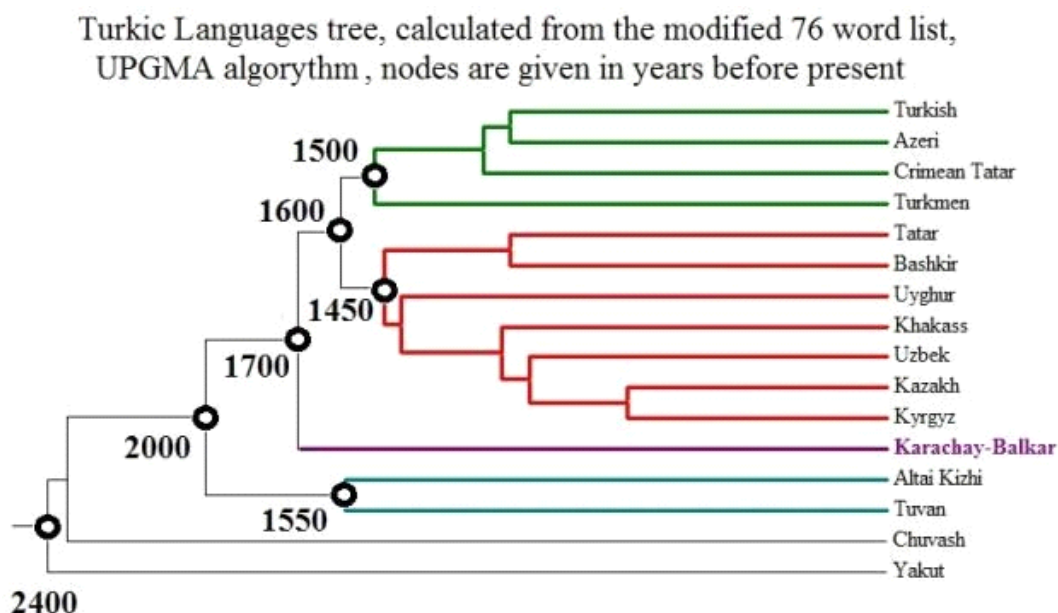 Turkic Languages tree, calculated from the modified 76 word list,
UPGMA algorythm , nodes are given in years before present
Turkish
Azeri
1500
Crimean Tatar
Turkmen
1600
Tatar
Bashkir
Uyghur
1450
Khakass
Uzbek
1700
Kazakh
Kyrgyz
2000
Karachay-Balkar
Altai Kizhi
Tuvan
1550
Chuvash
Yakut
2400